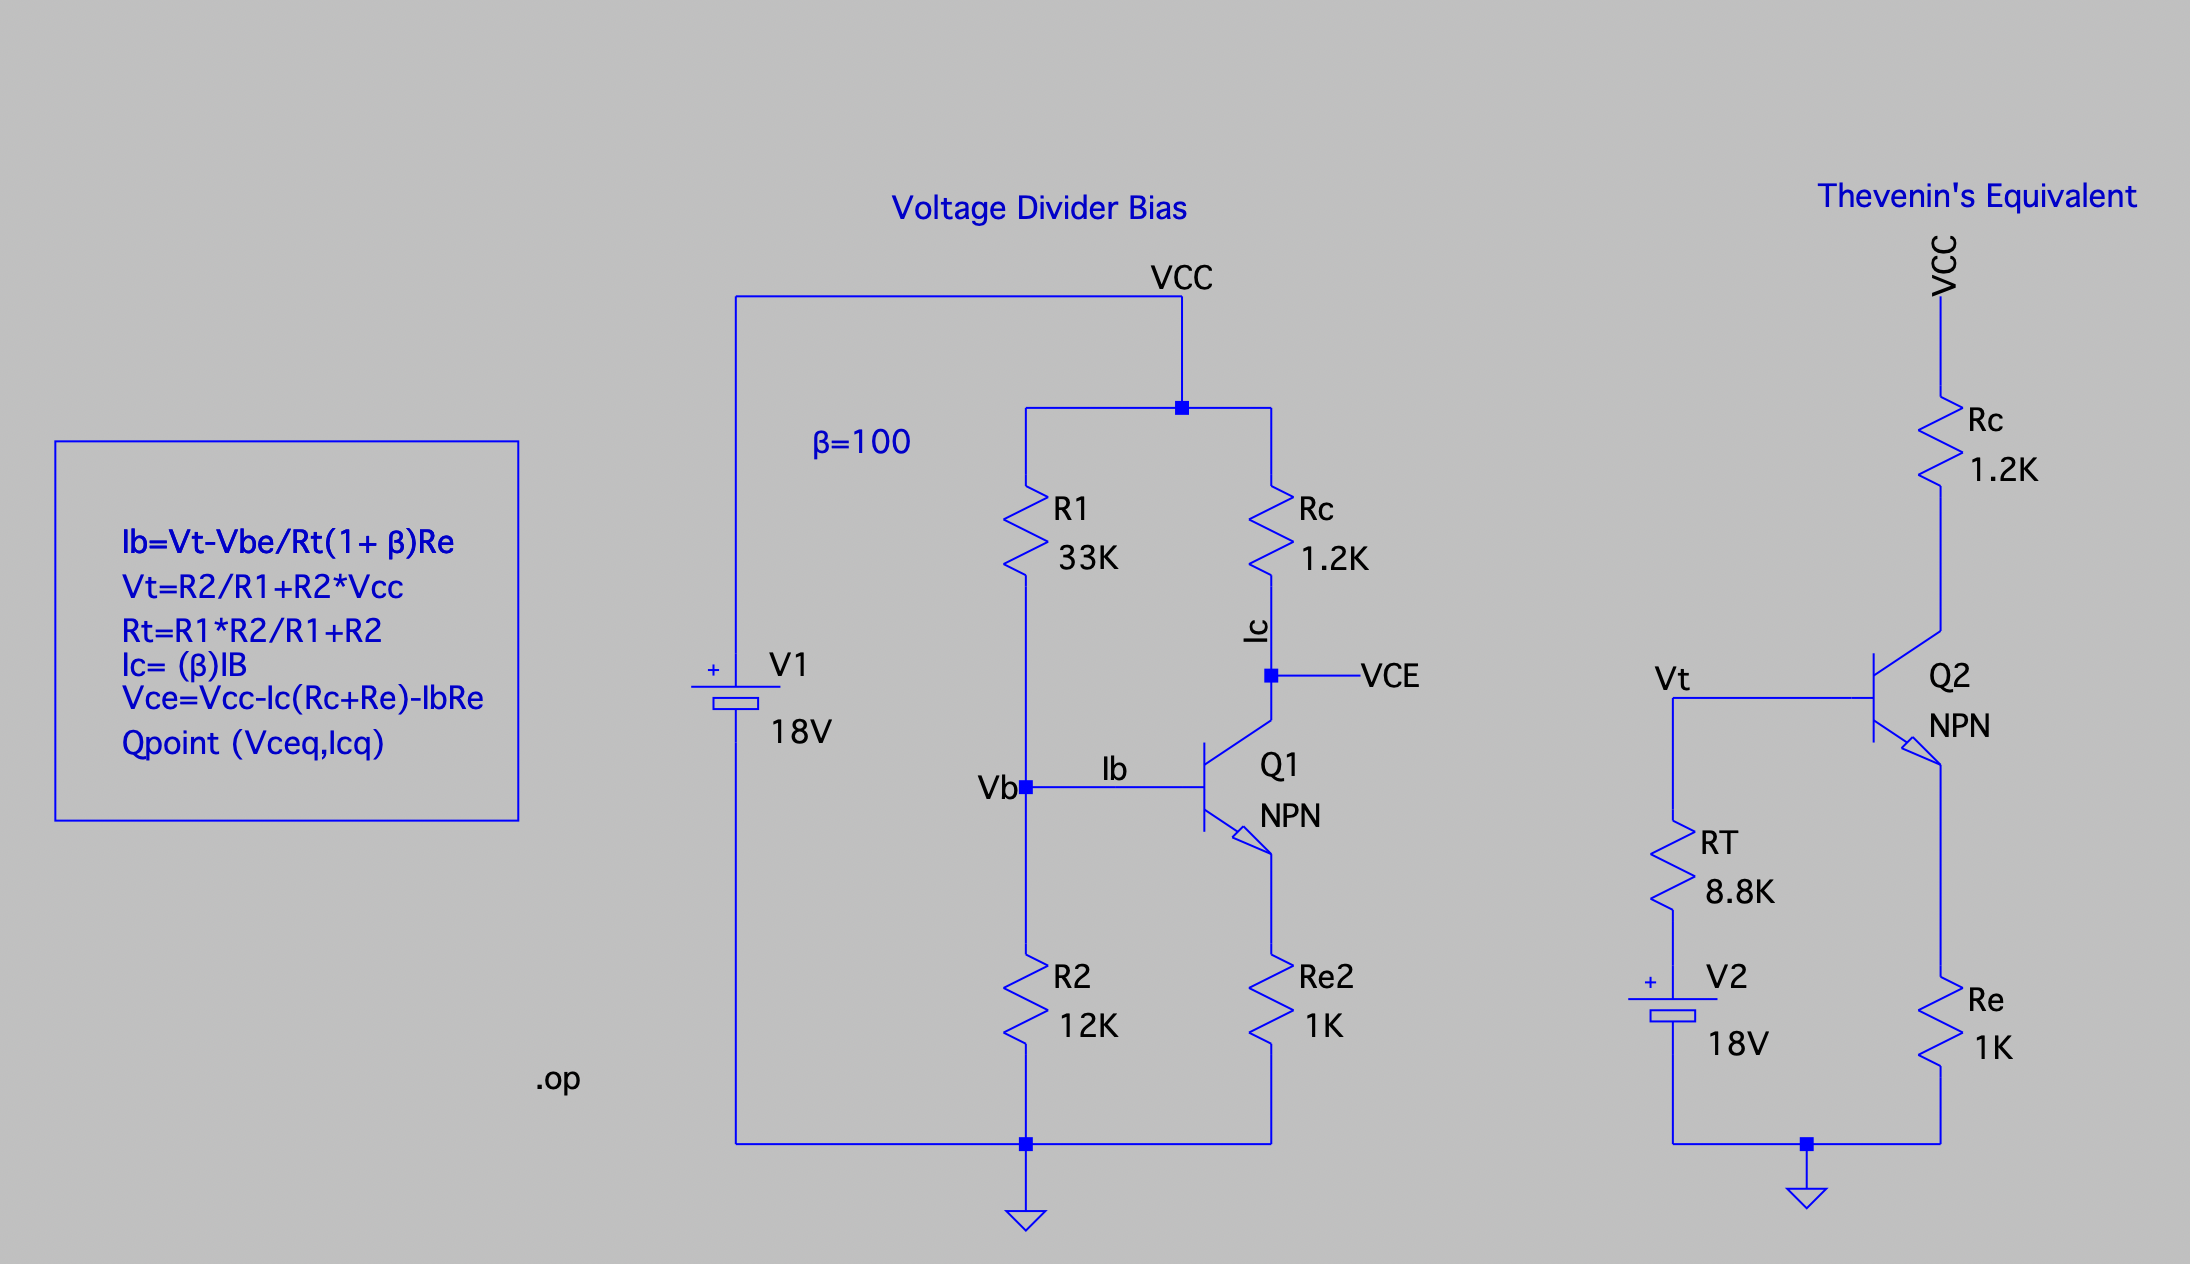 Voltage Divider Bias
Thevenin's Equivalent
VCC
VCC
β=100
Rc
1.2K
R1
33K
Rc
1.2K
Ib=Vt-Vbe/Rt(1+ β)Re
Vt=R2/R1+R2*Vcc
Rt=R1*R2/R1+R2
Ic= (β)IB
Vce=Vcc-Ic(Rc+Re)-IbRe
Qpoint (Vceq,Icq)
Ic
VCE
+
V1
18V
Vt
Q2
NPN
Vb
Ib
Q1
NPN
RT
8.8K
R2
12K
Re2
1K
+
V2
18V
Re
1K
.op